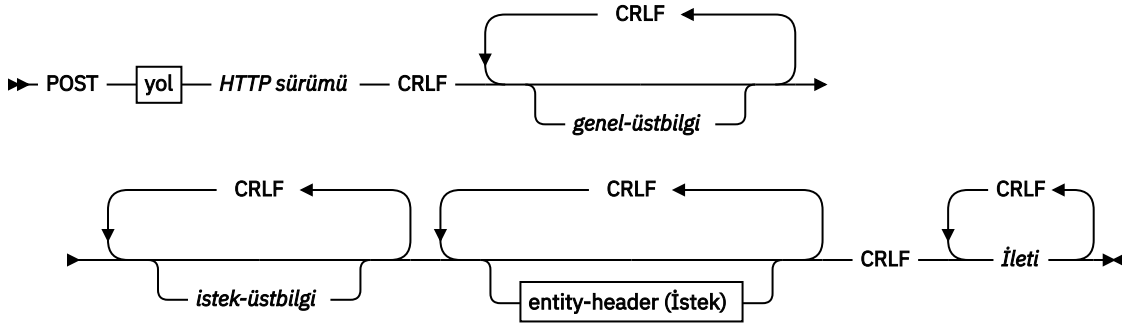 CRLF
POST yol HTTP sürümü CRLF
genel-üstbilgi
CRLF CRLF CRLF
CRLF İleti
istek-üstbilgi entity-header (İstek)